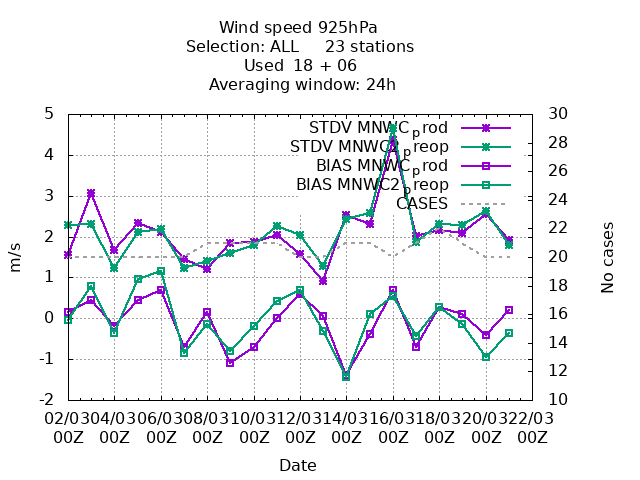 Wind speed 925hPa
Selection: ALL 23 stations
Used 18 + 06
Averaging window: 24h
STDV MNWC_prod
STDV MNWC2_preop
BIAS MNWC_prod
BIAS MNWC2_preop
CASES
5
4
3
2
1
0
-1
-2
m/s
30
28
26
24
22
20
18
16
14
12
10
No cases
02/03 04/03 06/03 08/03 10/03 12/03 14/03 16/03 18/03 20/03 22/03
00Z 00Z 00Z 00Z 00Z 00Z 00Z 00Z 00Z 00Z 00Z
Date